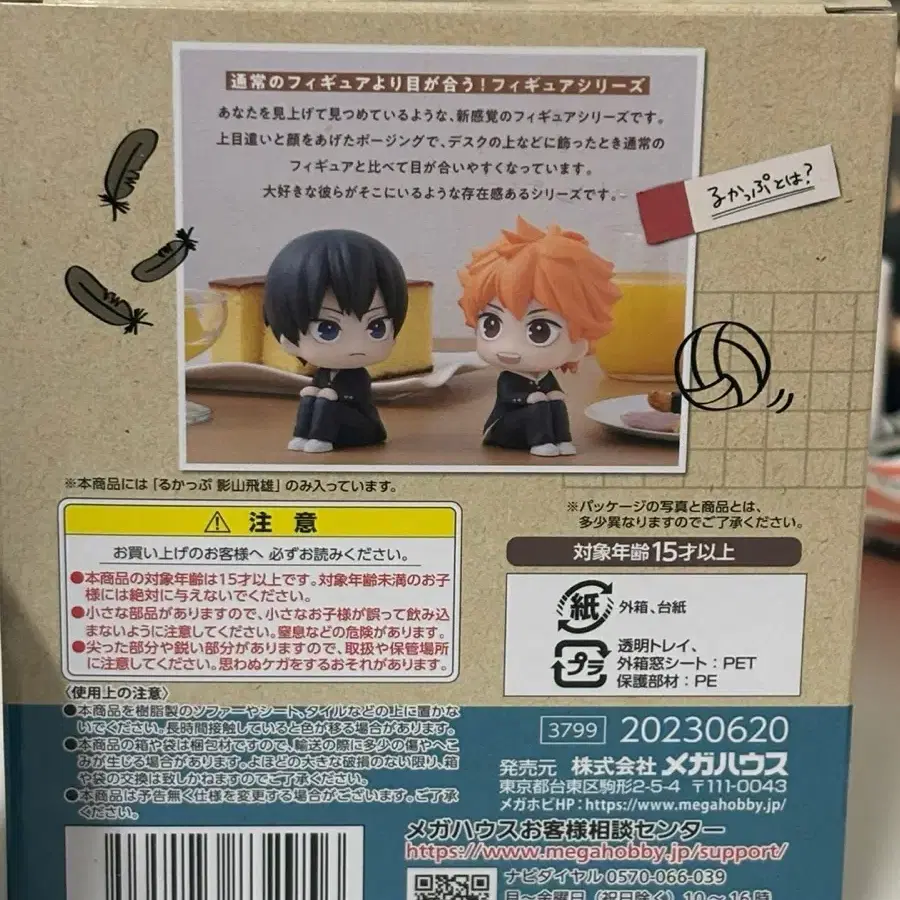 通常のフィギュアより目が合う！フィギュアシリーズ
あなたを見上げて見つめているような、新感覚のフィギュアシリーズです。
上目遣いと顔をあげたポージングで、デスクの上などに飾ったとき通常の
フィギュアと比べて目が合いやすくなっています。
大好きな彼らがそこにいるような存在感あるシリーズです。
るかっぷとは?
※本商品には「るかっぷ 影山飛雄」のみ入っています。
※パッケージの写真と商品とは、
多少異なりますのでご了承ください。
対象年齢15才以上
⚠ 注意
お買い上げのお客様へ 必ずお読みください。
●本商品の対象年齢は15才以上です。対象年齢未満のお子
様には絶対に与えないでください。
●小さな部品がありますので、小さなお子様が誤って飲み込
まないように注意してください。窒息などの危険があります。
●尖った部分や鋭い部分がありますので、取扱や保管場所
に注意してください。思わぬケガをするおそれがあります。
紙 外箱、台紙
プラ 透明トレイ、
外箱窓シート：PET
保護部材：PE
〈使用上の注意〉
●本商品を樹脂製のソファーやシート、タイルなどの上に置かな
いでください。長時間接触していると色が移る場合があります。
●本商品の箱や袋は梱包材ですので、輸送の際に多少の傷やへこ
みが生じる場合があります。よほどの大きな破損のない限り、箱
や袋の交換は致しかねますのでご了承ください。
●本商品は予告無く仕様を変更する場合がございます。ご了承
ください。
3799 20230620
発売元 株式会社メガハウス
東京都台東区駒形2-5-4 〒111-0043
メガホビHP：https://www.megahobby.jp/
メガハウスお客様相談センター
https://www.megahobby.jp/support/
ナビダイヤル 0570-066-039
月〜金曜日（祝日除く）10〜16時